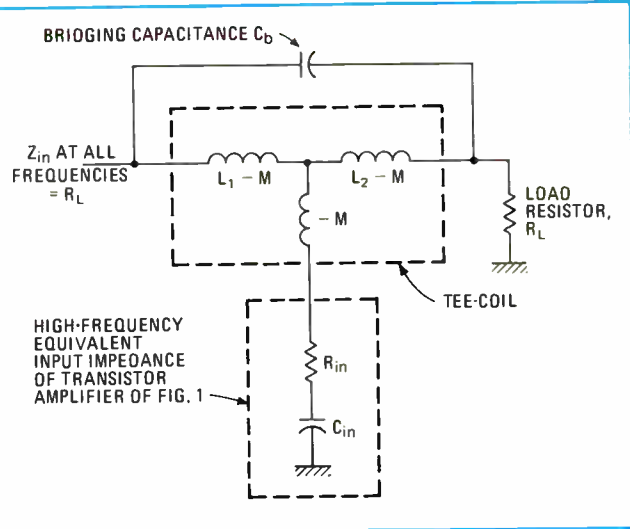 BRIDGING CAPACITANCE Cb
Zin AT ALL
FREQUENCIES
= RL
L1 – M
L2 – M
– M
LOAD
RESISTOR,
RL
TEE-COIL
HIGH-FREQUENCY
EQUIVALENT
INPUT IMPEDANCE
OF TRANSISTOR
AMPLIFIER OF FIG. 1
Rin
Cin